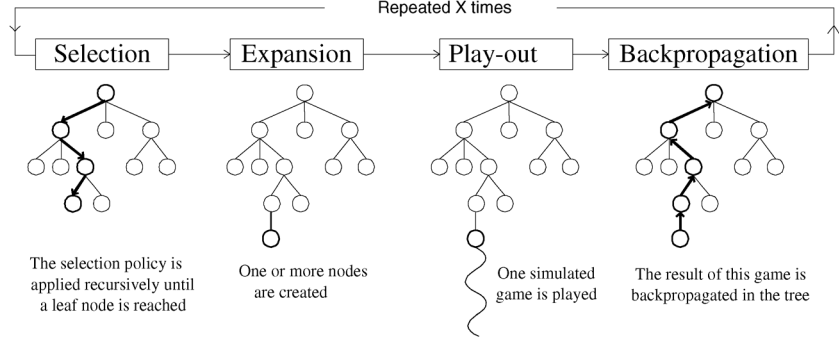 Repeated X times
Selection
Expansion
Play-out
Backpropagation
The selection policy is
applied recursively until
a leaf node is reached
One or more nodes
are created
One simulated
game is played
The result of this game is
backpropagated in the tree